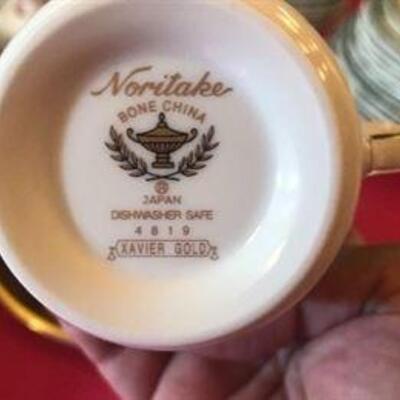 Noritake
BONE CHINA
®
JAPAN
DISHWASHER SAFE
4819
XAVIER GOLD